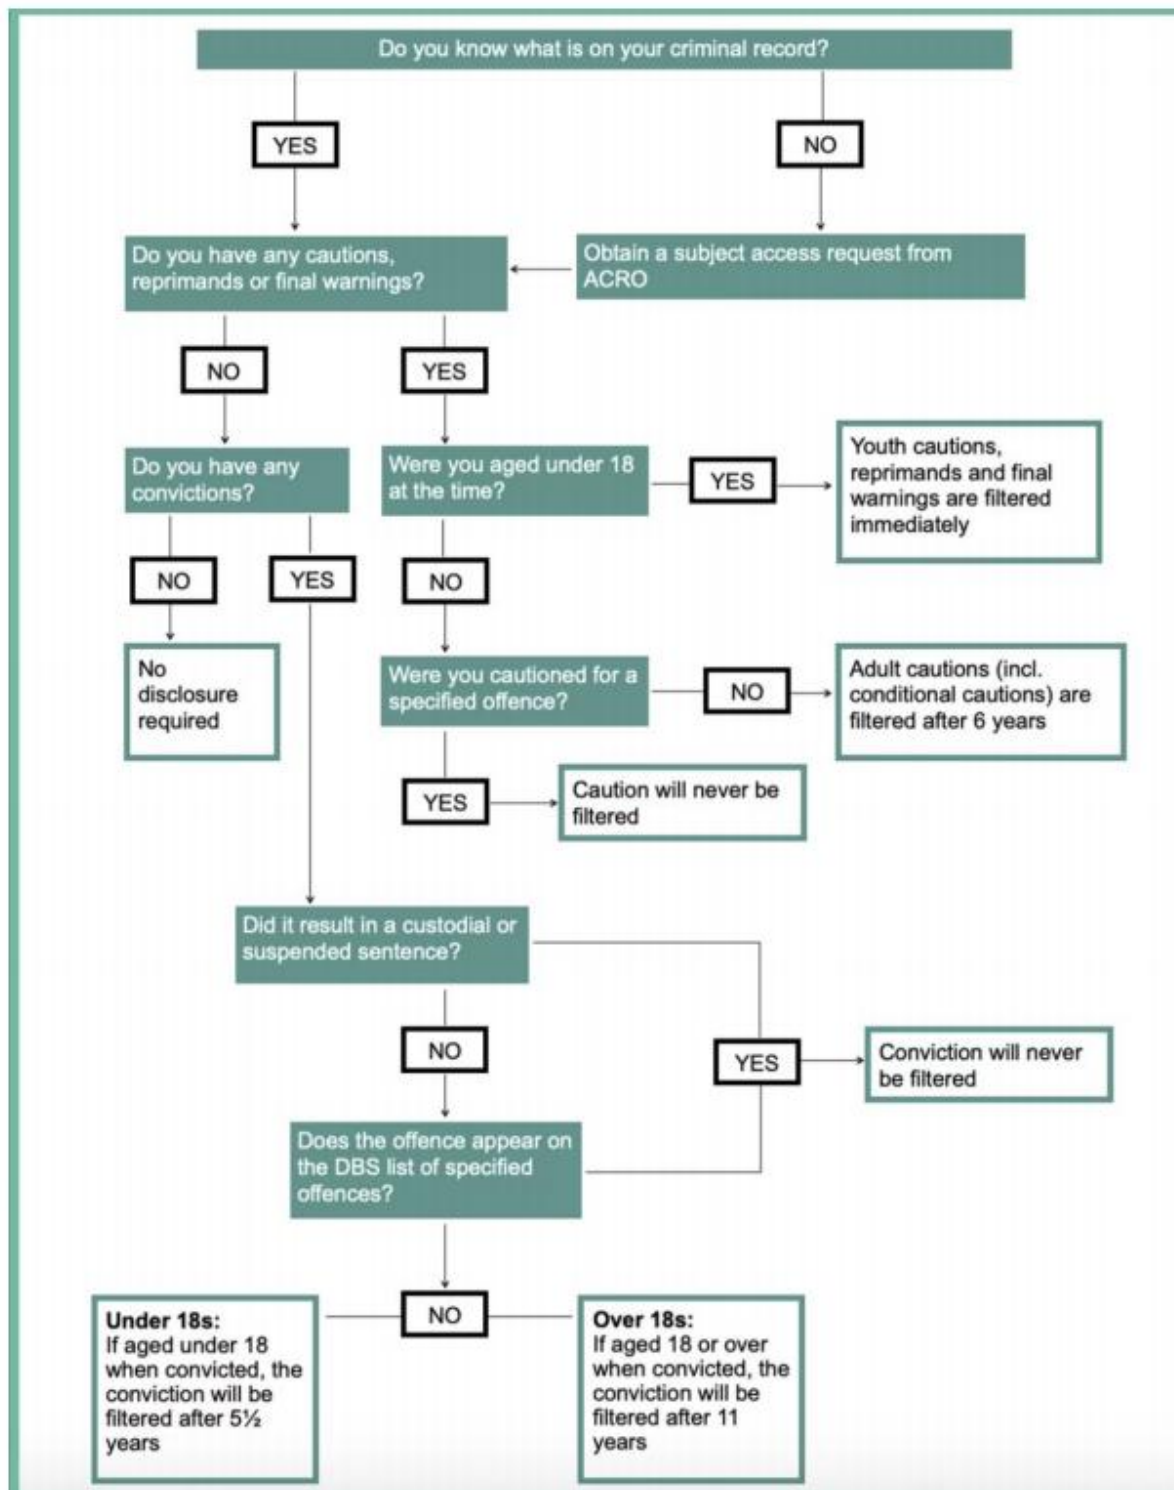 Do you know what is on your criminal record?
YES
NO
Do you have any cautions,
reprimands or final warnings?
Obtain a subject access request from
ACRO
NO
YES
Do you have any
convictions?
Were you aged under 18
at the time?
YES
Youth cautions,
reprimands and final
warnings are filtered
immediately
NO
YES
NO
No
disclosure
required
Were you cautioned for a
specified offence?
NO
Adult cautions (incl.
conditional cautions) are
filtered after 6 years
YES
Caution will never be
filtered
Did it result in a custodial or
suspended sentence?
NO
YES
Conviction will never
be filtered
Does the offence appear on
the DBS list of specified
offences?
NO
Under 18s:
If aged under 18
when convicted, the
conviction will be
filtered after 5½
years
Over 18s:
If aged 18 or over
when convicted, the
conviction will be
filtered after 11
years